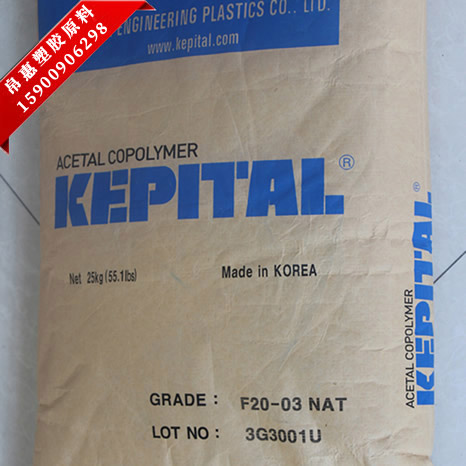 ENGINEERING PLASTICS CO., LTD.
www.kepital.com
帛惠塑胶原料
15900906298
ACETAL COPOLYMER
KEPITAL®
Net 25kg (55.1lbs)
Made in KOREA
GRADE : F20-03 NAT
LOT NO : 3G3001U
ACETAL COPOLYMER
KEPITAL